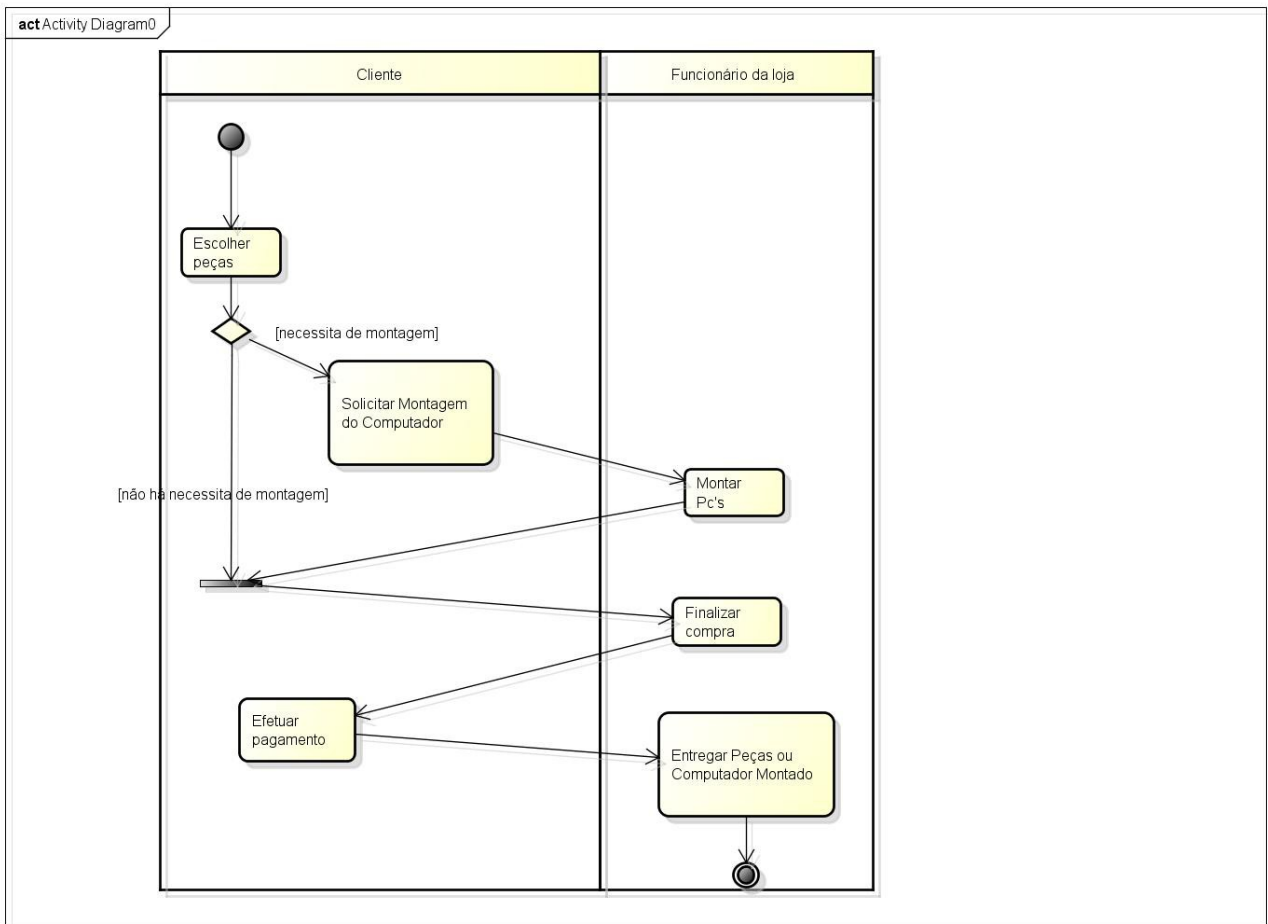 act Activity Diagram0
Cliente
Funcionário da loja
Escolher
peças
[necessita de montagem]
Solicitar Montagem
do Computador
Montar
Pc's
[não há necessita de montagem]
Finalizar
compra
Efetuar
pagamento
Entregar Peças ou
Computador Montado